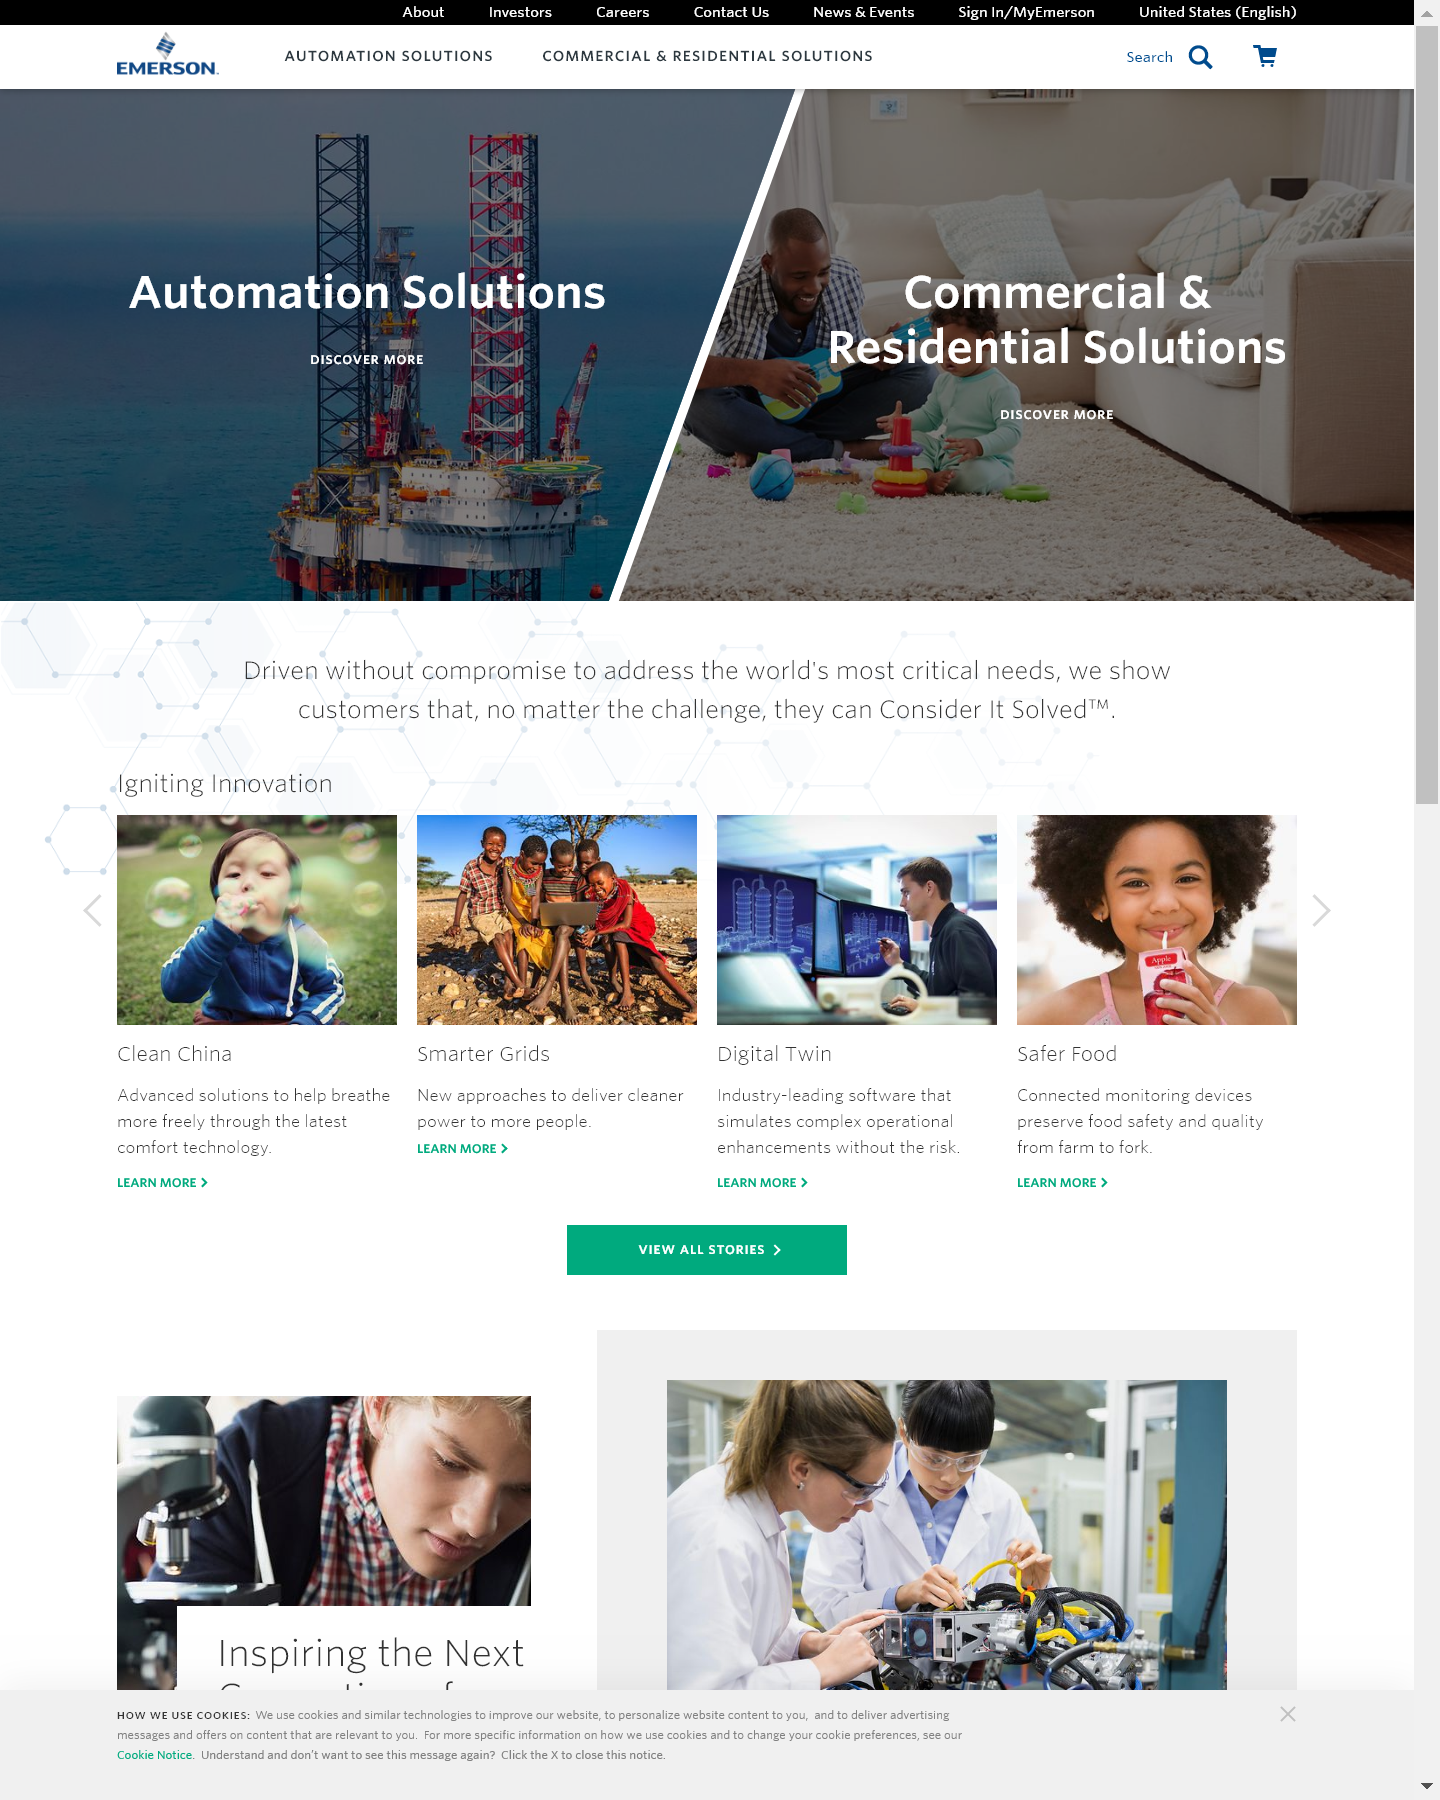 About
Investors
Careers
Contact Us
News & Events
Sign In/MyEmerson
United States (English)
EMERSON.
AUTOMATION SOLUTIONS
COMMERCIAL & RESIDENTIAL SOLUTIONS
Search
Automation Solutions
DISCOVER MORE
Commercial &
Residential Solutions
DISCOVER MORE
Driven without compromise to address the world's most critical needs, we show
customers that, no matter the challenge, they can Consider It Solved™.
Igniting Innovation
Apple
Clean China
Advanced solutions to help breathe
more freely through the latest
comfort technology.
LEARN MORE
Smarter Grids
New approaches to deliver cleaner
power to more people.
LEARN MORE
Digital Twin
Industry-leading software that
simulates complex operational
enhancements without the risk.
LEARN MORE
Safer Food
Connected monitoring devices
preserve food safety and quality
from farm to fork.
LEARN MORE
VIEW ALL STORIES
Inspiring the Next
HOW WE USE COOKIES: We use cookies and similar technologies to improve our website, to personalize website content to you, and to deliver advertising
messages and offers on content that are relevant to you. For more specific information on how we use cookies and to change your cookie preferences, see our
Cookie Notice. Understand and don't want to see this message again? Click the X to close this notice.